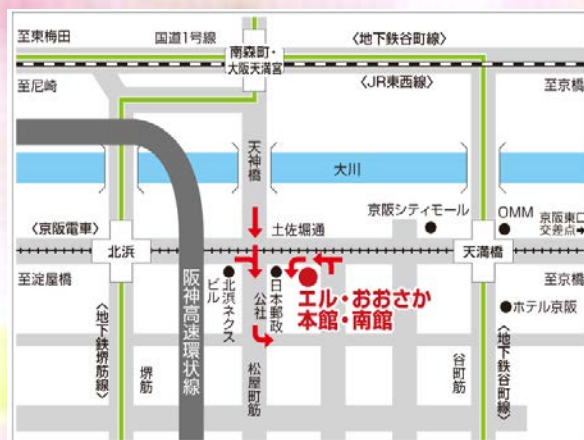 至東梅田
国道1号線
南森町・
大阪天満宮
〈地下鉄谷町線〉
至尼崎
〈JR東西線〉
至京橋
天神橋
大川
京阪シティモール
OMM
京阪東口
交差点
〈京阪電車〉
北浜
土佐堀通
天満橋
至淀屋橋
至京橋
阪神高速環状線
北浜ネクス
ビル
公社
日本郵政
エル・おおさか
本館・南館
ホテル京阪
〈地下鉄堺筋線〉
堺筋
松屋町筋
谷町筋
〈地下鉄谷町線〉